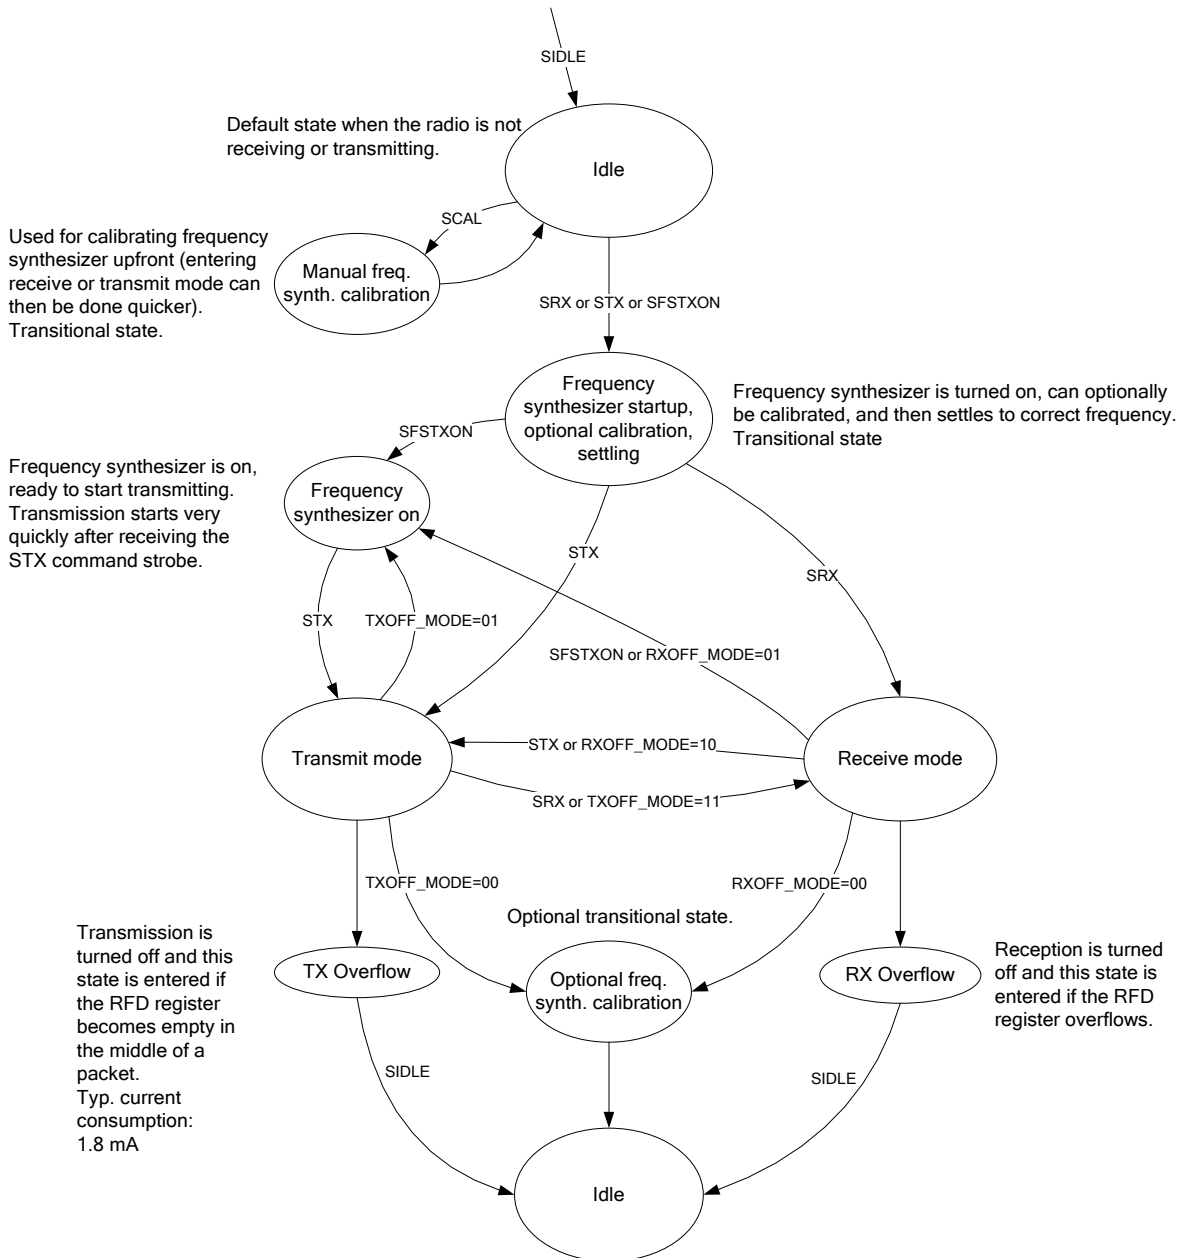 SIDLE
Default state when the radio is not
receiving or transmitting.
Idle
SCAL
Used for calibrating frequency
synthesizer upfront (entering
receive or transmit mode can
then be done quicker).
Transitional state.
Manual freq.
synth. calibration
SRX or STX or SFSTXON
Frequency
synthesizer startup,
optional calibration,
settling
Frequency synthesizer is turned on, can optionally
be calibrated, and then settles to correct frequency.
Transitional state
SFSTXON
Frequency synthesizer is on,
ready to start transmitting.
Transmission starts very
quickly after receiving the
STX command strobe.
Frequency
synthesizer on
STX
SRX
STX
TXOFF_MODE=01
SFSTXON or RXOFF_MODE=01
Transmit mode
STX or RXOFF_MODE=10
Receive mode
SRX or TXOFF_MODE=11
TXOFF_MODE=00
RXOFF_MODE=00
Optional transitional state.
Transmission is
turned off and this
state is entered if
the RFD register
becomes empty in
the middle of a
packet.
Typ. current
consumption:
1.8 mA
TX Overflow
Optional freq.
synth. calibration
RX Overflow
Reception is turned
off and this state is
entered if the RFD
register overflows.
SIDLE
SIDLE
Idle